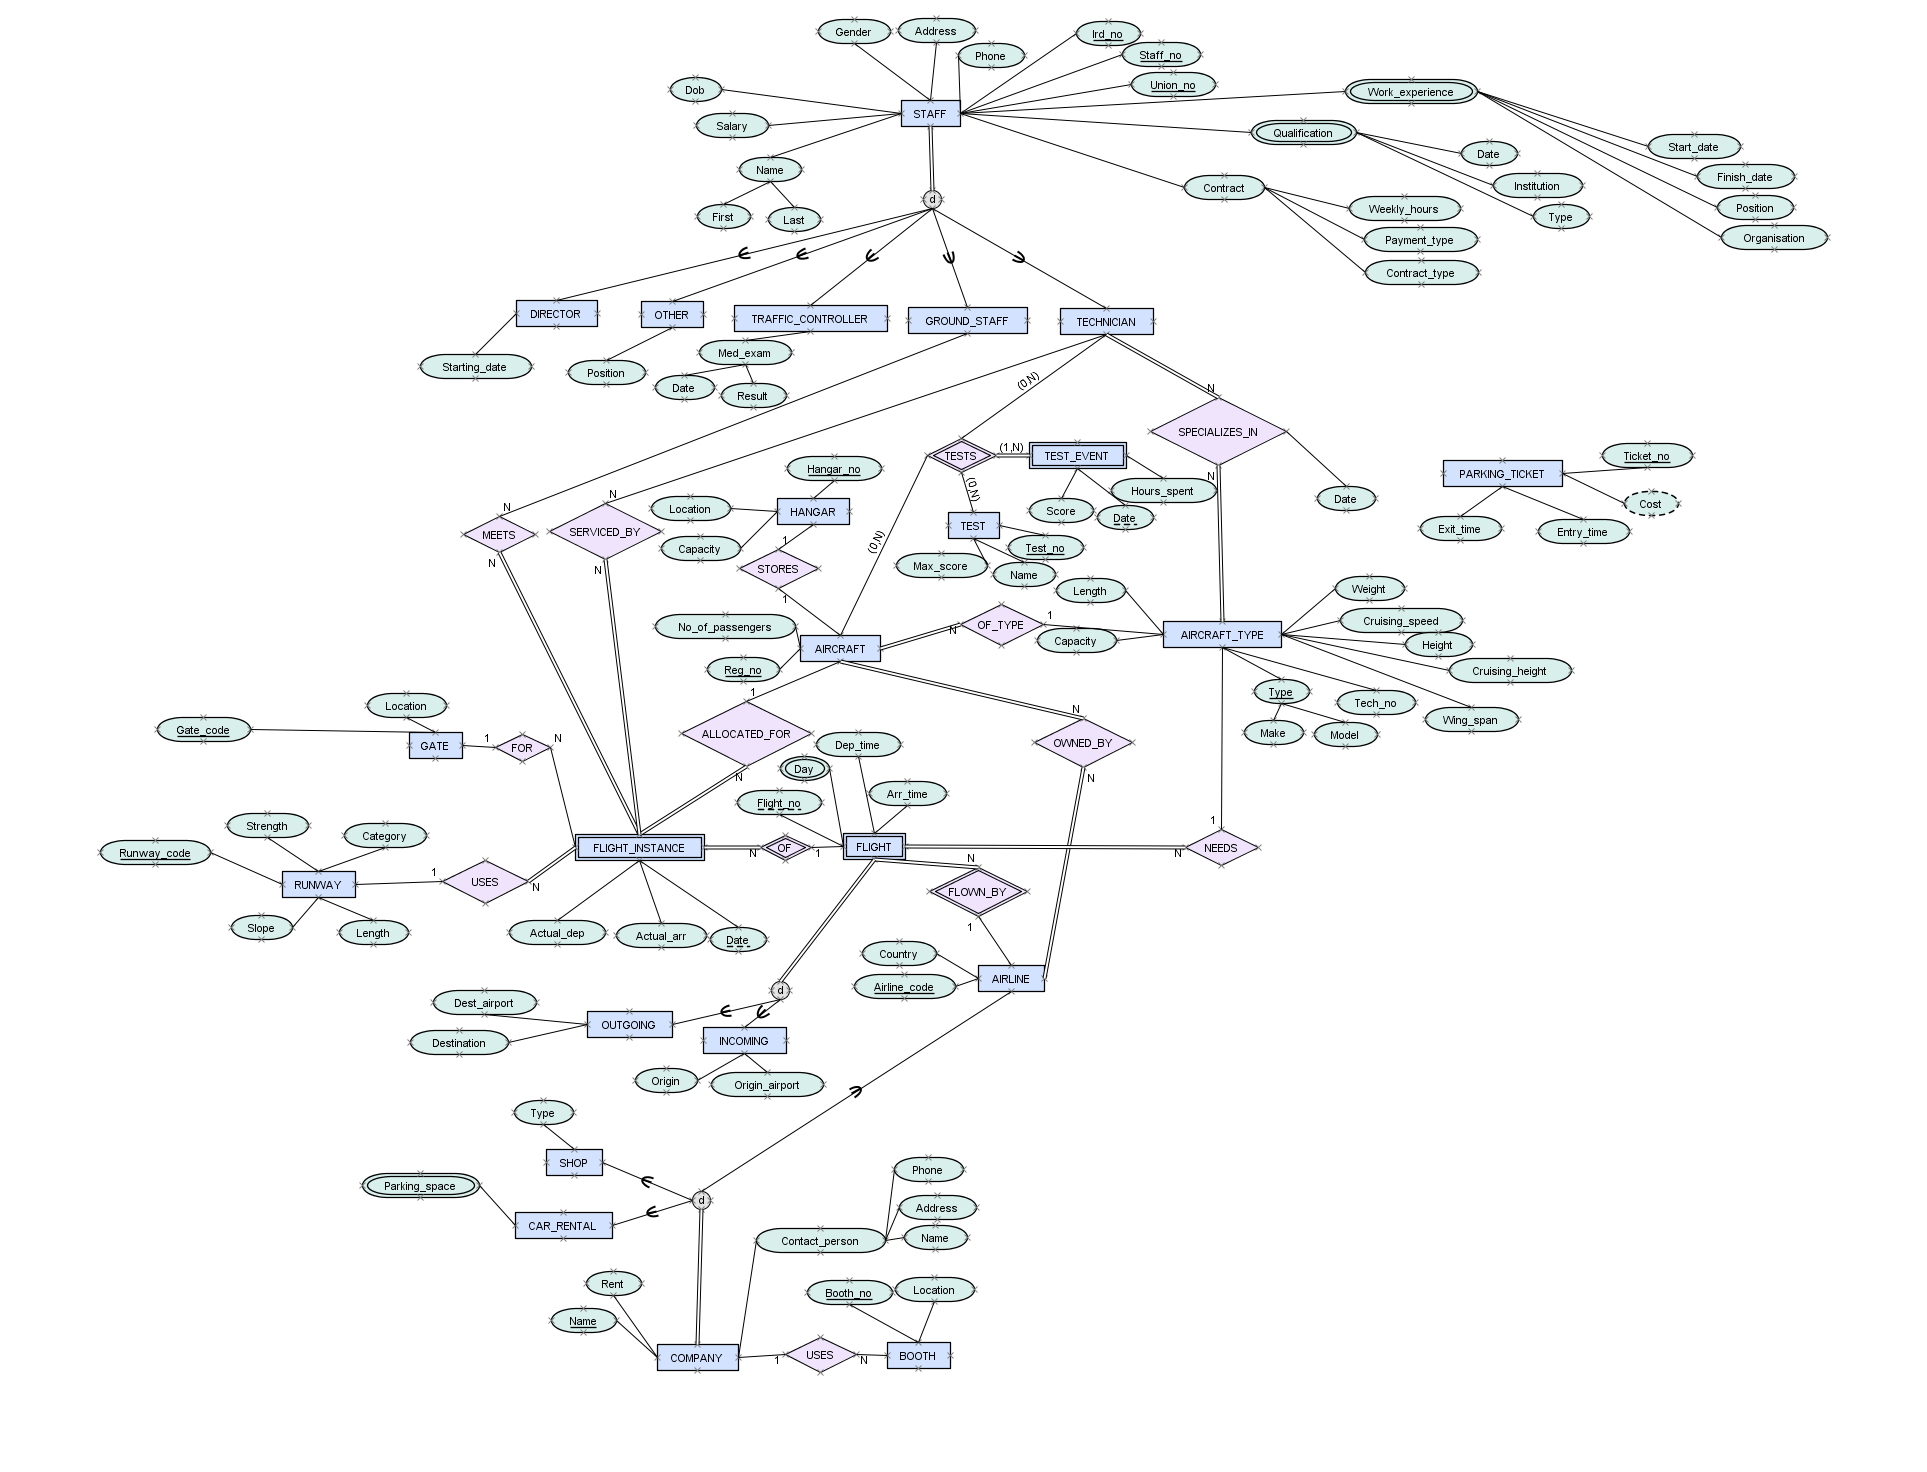 Gender
Address
Phone
Ird_no
Staff_no
Union_no
Dob
Work_experience
STAFF
Salary
Qualification
Start_date
Date
Name
Finish_date
Contract
Institution
First
Last
Weekly_hours
Type
Position
Payment_type
Organisation
Contract_type
d
DIRECTOR
OTHER
TRAFFIC_CONTROLLER
GROUND_STAFF
TECHNICIAN
Starting_date
Position
Med_exam
Date
Result
(0,N)
N
SPECIALIZES_IN
TESTS
(1,N)
TEST_EVENT
Ticket_no
PARKING_TICKET
Hangar_no
N
(0,N)
Hours_spent
Date
Cost
N
N
Location
HANGAR
Score
Date
Exit_time
Entry_time
MEETS
SERVICED_BY
TEST
Capacity
1
(0,N)
Test_no
N
N
STORES
Max_score
Name
1
Length
Weight
No_of_passengers
OF_TYPE
1
Cruising_speed
N
Capacity
AIRCRAFT_TYPE
Height
AIRCRAFT
Reg_no
Cruising_height
1
Type
Tech_no
Location
N
Wing_span
Gate_code
Make
Model
GATE
1
FOR
N
ALLOCATED_FOR
Dep_time
OWNED_BY
N
Day
N
Flight_no
Arr_time
Strength
Category
1
Runway_code
FLIGHT_INSTANCE
N
OF
1
FLIGHT
N
NEEDS
N
1
USES
N
RUNWAY
FLOWN_BY
Slope
Length
1
Actual_dep
Actual_arr
Date
Country
AIRLINE
Airline_code
d
Dest_airport
OUTGOING
Destination
INCOMING
Origin
Origin_airport
Type
SHOP
Phone
Parking_space
d
Address
CAR_RENTAL
Contact_person
Name
Rent
Booth_no
Location
Name
COMPANY
1
USES
N
BOOTH